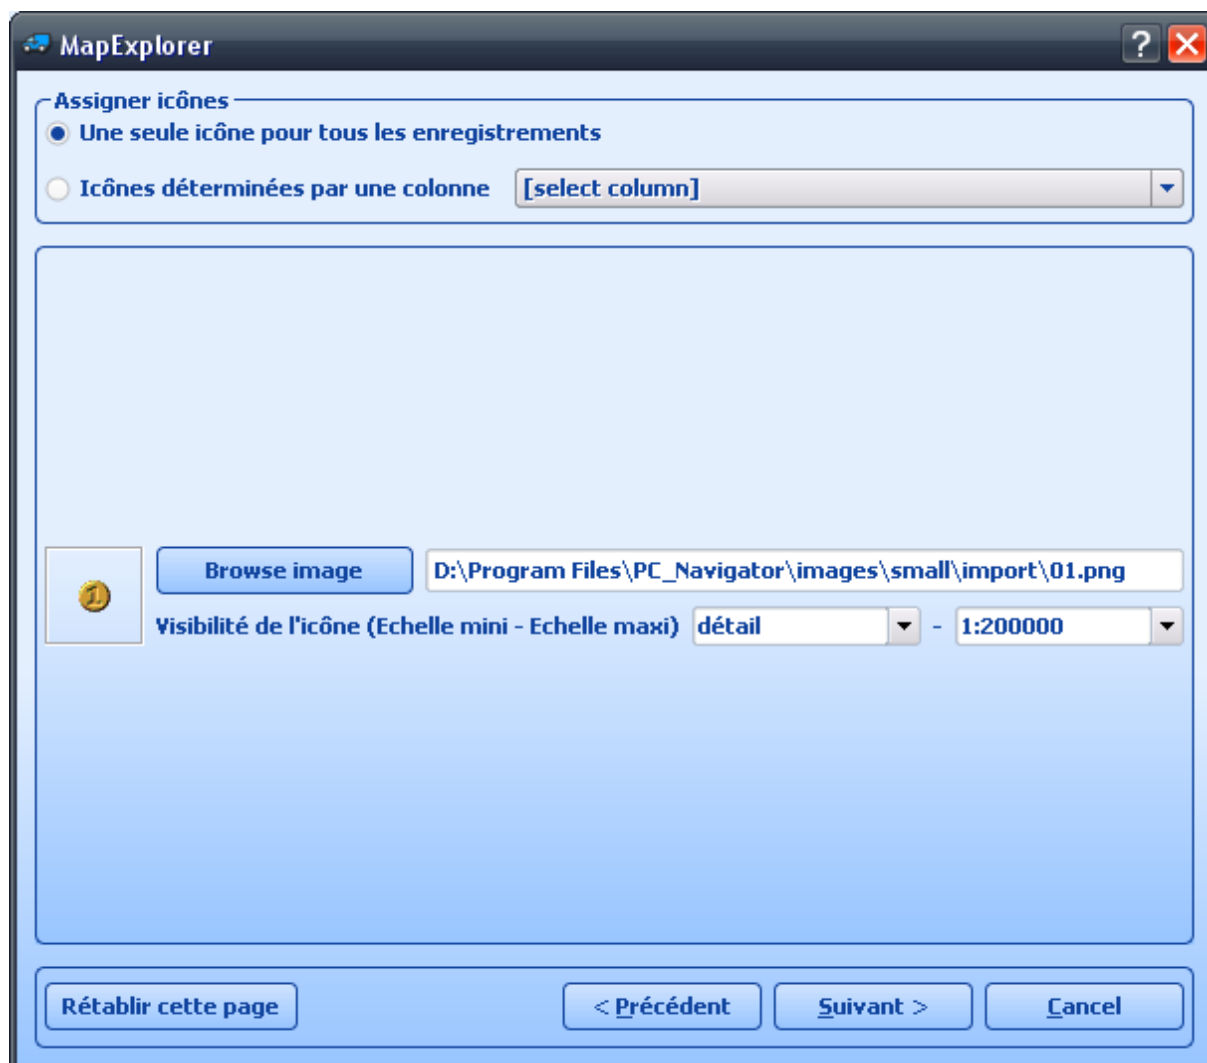 MapExplorer
?
Assigner icônes
Une seule icône pour tous les enregistrements
Icônes déterminées par une colonne [select column]
1
Browse image D:\Program Files\PC_Navigator\images\small\import\01.png
Visibilité de l'icône (Echelle mini - Echelle maxi) détail - 1:200000
Rétablir cette page < Précédent Suivant > Cancel